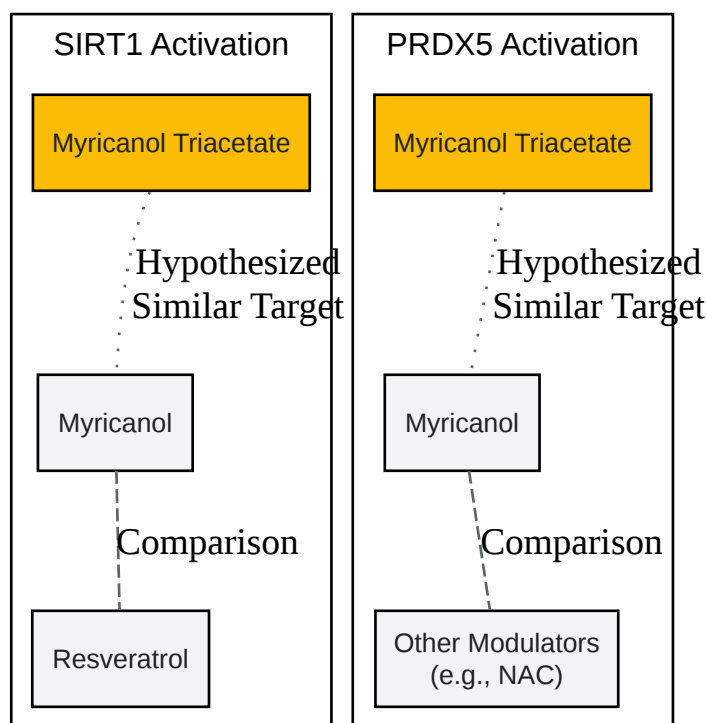 SIRT1 Activation
Myricanol Triacetate
Hypothesized
Similar Target
Myricanol
Comparison
Resveratrol
PRDX5 Activation
Myricanol Triacetate
Hypothesized
Similar Target
Myricanol
Comparison
Other Modulators
(e.g., NAC)